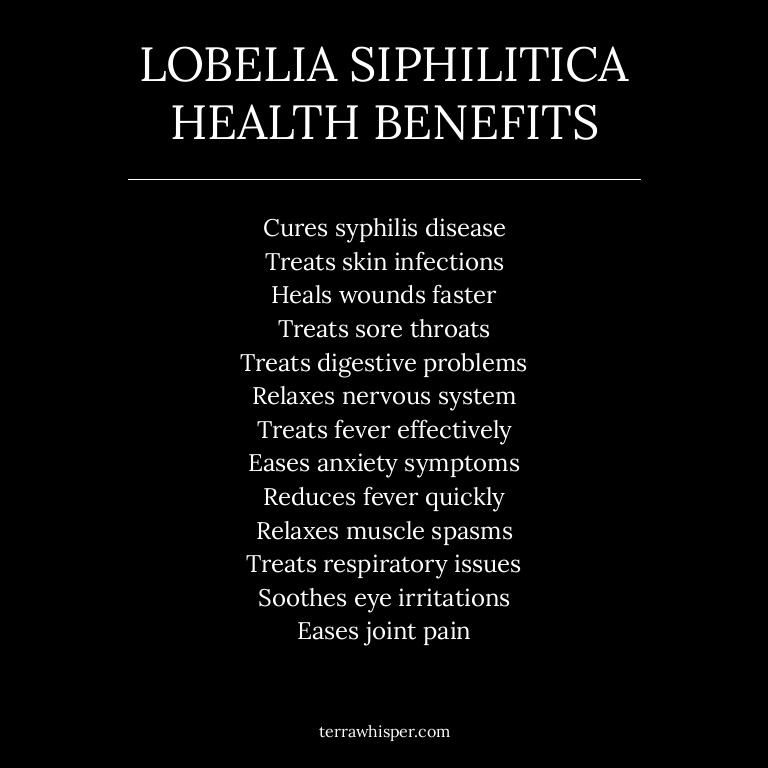 LOBELIA SIPHILITICA
HEALTH BENEFITS
Cures syphilis disease
Treats skin infections
Heals wounds faster
Treats sore throats
Treats digestive problems
Relaxes nervous system
Treats fever effectively
Eases anxiety symptoms
Reduces fever quickly
Relaxes muscle spasms
Treats respiratory issues
Soothes eye irritations
Eases joint pain
terrawhisper.com